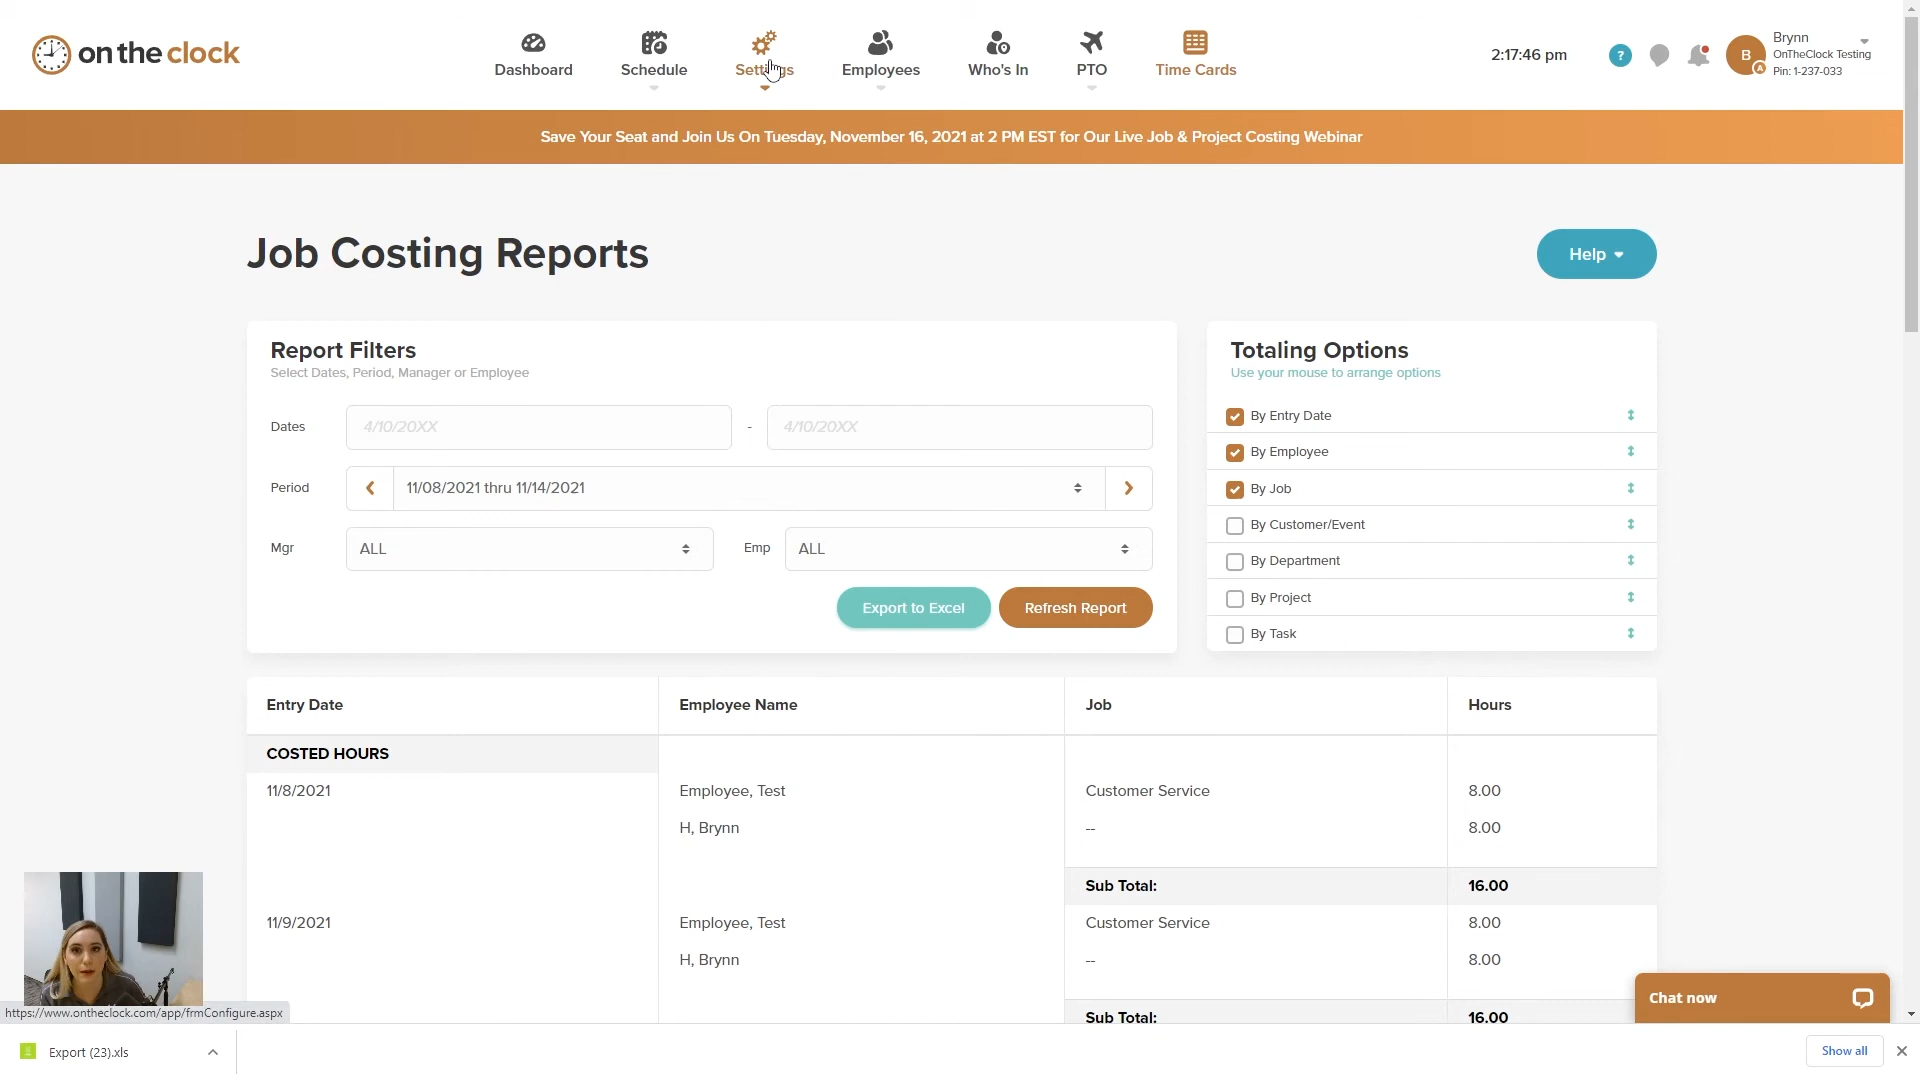 on the clock
Dashboard
Schedule
Settings
Employees
Who's In
PTO
Time Cards
2:17:46 pm
?
B
A
Brynn
OnTheClock Testing
Pin: 1-237-033
Save Your Seat and Join Us On Tuesday, November 16, 2021 at 2 PM EST for Our Live Job & Project Costing Webinar
Job Costing Reports
Help
Report Filters
Select Dates, Period, Manager or Employee
Dates 4/10/20XX - 4/10/20XX
Period 11/08/2021 thru 11/14/2021
Mgr ALL Emp ALL
Export to Excel Refresh Report
Totaling Options
Use your mouse to arrange options
By Entry Date
By Employee
By Job
By Customer/Event
By Department
By Project
By Task
Entry Date Employee Name Job Hours
COSTED HOURS
11/8/2021 Employee, Test Customer Service 8.00
H, Brynn -- 8.00
Sub Total: 16.00
11/9/2021 Employee, Test Customer Service 8.00
H, Brynn -- 8.00
Sub Total: 16.00
Chat now
https://www.ontheclock.com/app/frmConfigure.aspx
Export (23).xls
Show all